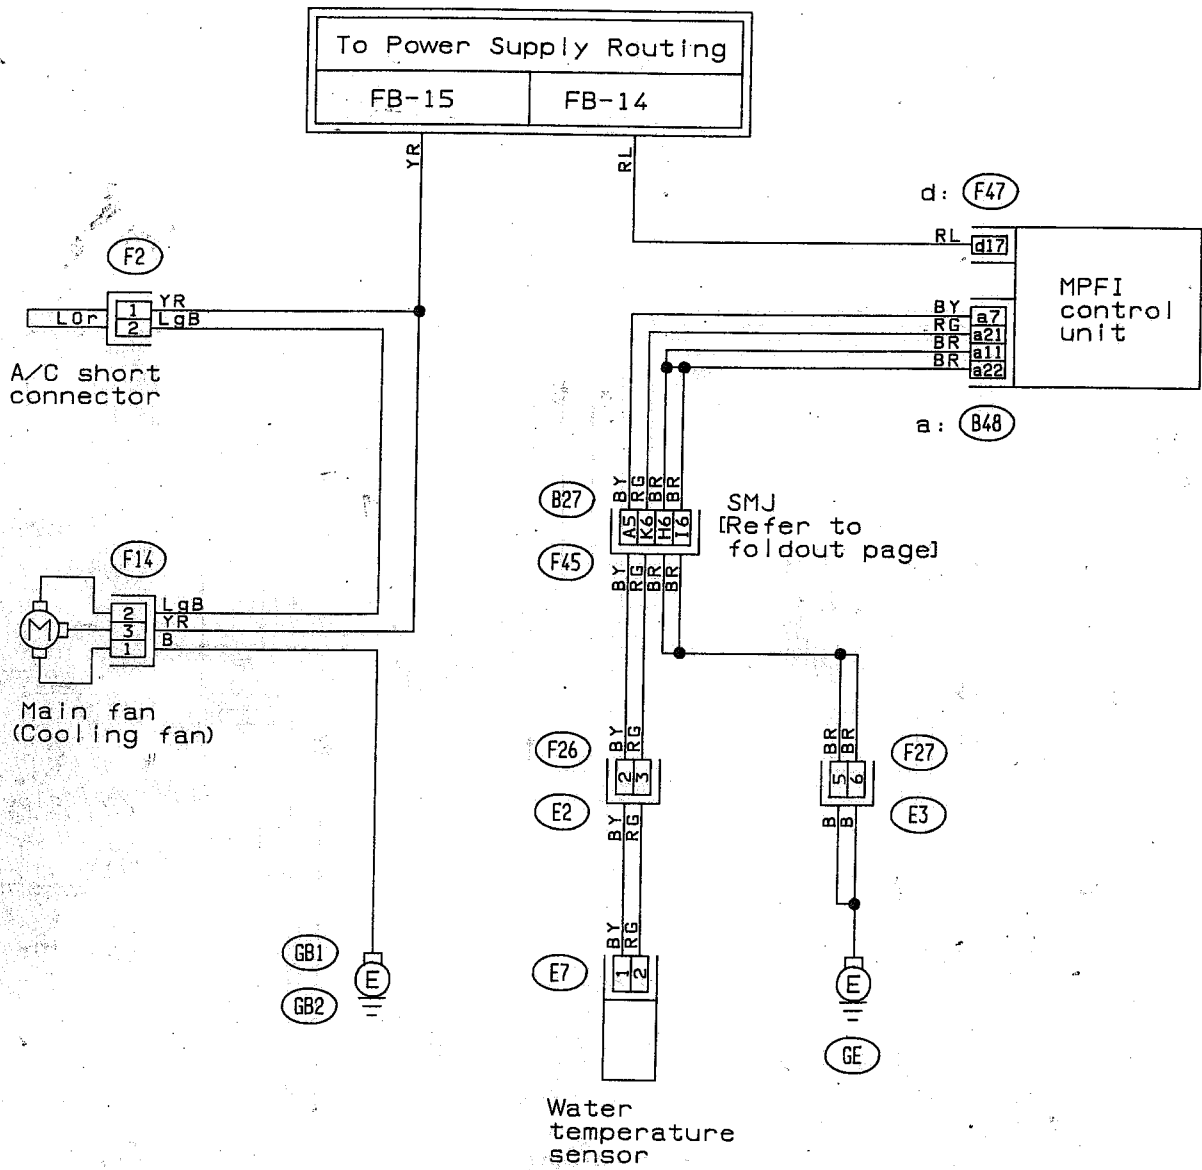 To Power Supply Routing
FB-15 FB-14
YR
RL
d: F47
RL
d17
MPFI
control
unit
F2
1 YR
LOr
2 LgB
A/C short
connector
BY a7
RG a21
BR a11
BR a22
a: B48
BY RG BR BR
B27
A5 K6 H6 I6
SMJ
[Refer to
foldout page]
F45
BY RG BR BR
F14
M
2 LgB
3 YR
1 B
Main fan
(Cooling fan)
BY RG
F26
2 3
E2
BY RG
BR BR
F27
5 6
E3
B B
BY RG
E7
1 2
GB1
E
GB2
E
GE
Water
temperature
sensor